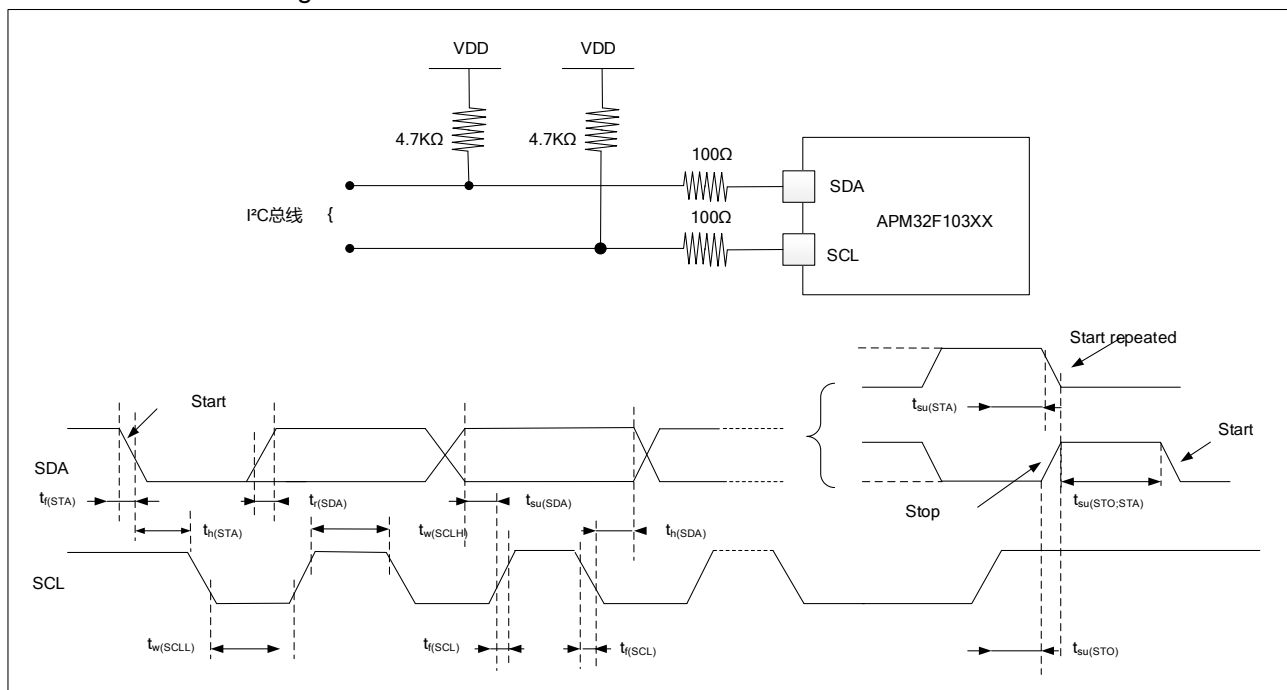 VDD
VDD
4.7KΩ
4.7KΩ
100Ω
SDA
I²C总线 {
100Ω
APM32F103XX
SCL
Start repeated
Start
tsu(STA)
Start
SDA
tf(STA)
tr(SDA)
tsu(SDA)
Stop
tsu(STO;STA)
th(STA)
tw(SCLH)
th(SDA)
SCL
tw(SCLL)
tf(SCL)
tf(SCL)
tsu(STO)